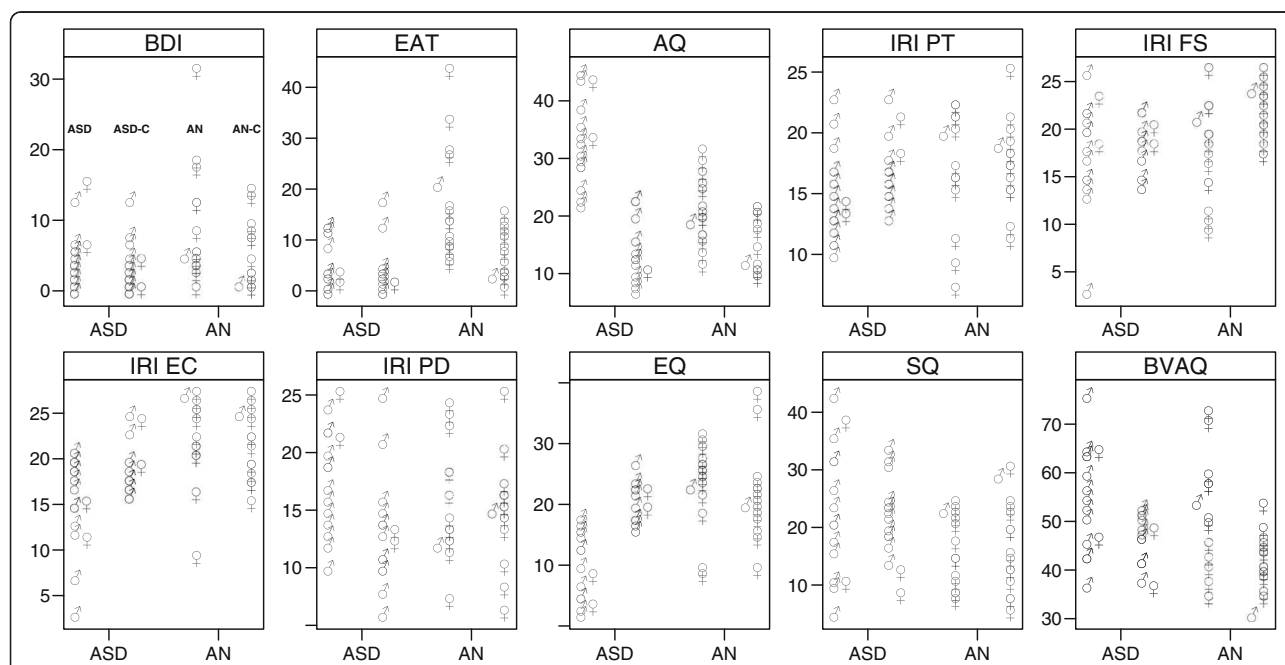 BDI EAT AQ IRI PT IRI FS
30 20 10 0
ASD ASD-C AN AN-C
40 30 20 10 0
40 30 20 10
25 20 15 10
25 20 15 10 5
ASD AN ASD AN ASD AN ASD AN ASD AN
IRI EC IRI PD EQ SQ BVAQ
25 20 15 10 5
25 20 15 10
30 20 10 0
40 30 20 10
70 60 50 40 30
ASD AN ASD AN ASD AN ASD AN ASD AN